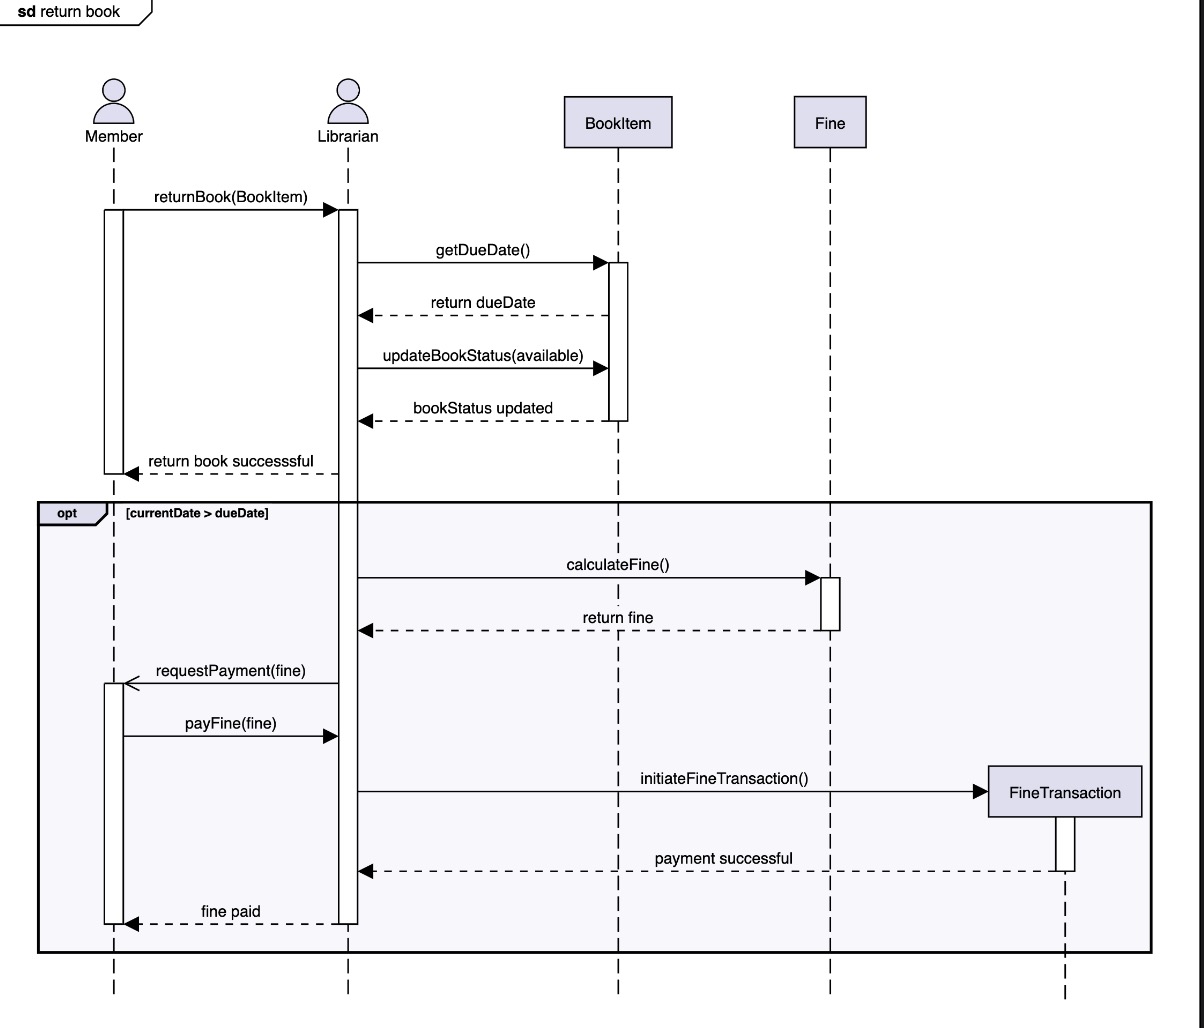 sd return book
Member
Librarian
BookItem
Fine
returnBook(BookItem)
getDueDate()
return dueDate
updateBookStatus(available)
bookStatus updated
return book successsful
opt
[currentDate > dueDate]
calculateFine()
return fine
requestPayment(fine)
payFine(fine)
initiateFineTransaction()
FineTransaction
payment successful
fine paid